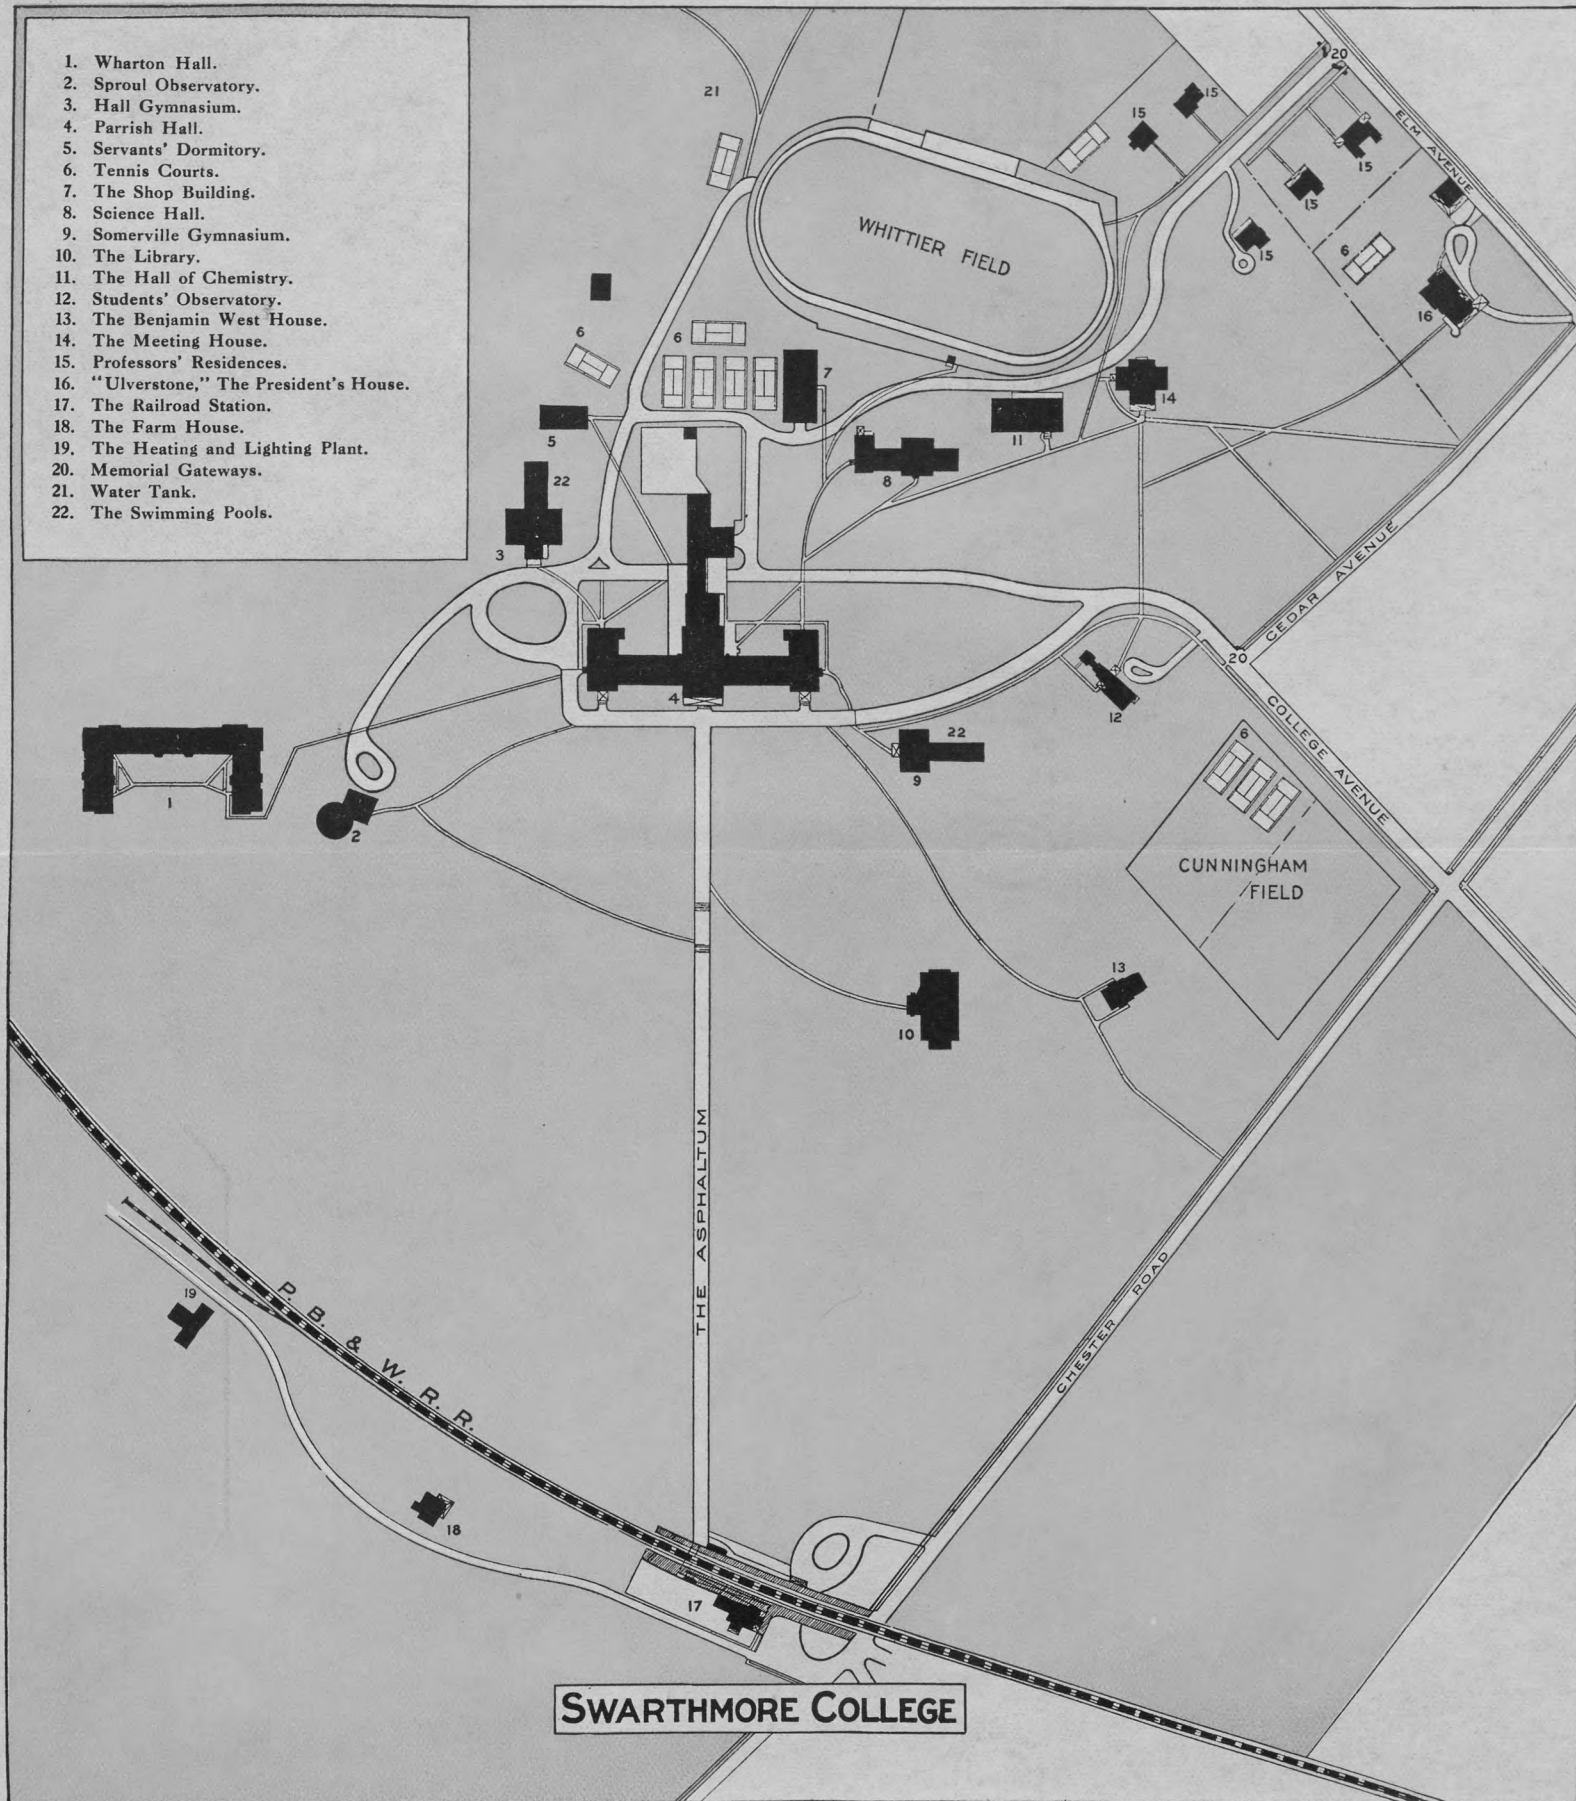 1. Wharton Hall.
2. Sproul Observatory.
3. Hall Gymnasium.
4. Parrish Hall.
5. Servants' Dormitory.
6. Tennis Courts.
7. The Shop Building.
8. Science Hall.
9. Somerville Gymnasium.
10. The Library.
11. The Hall of Chemistry.
12. Students' Observatory.
13. The Benjamin West House.
14. The Meeting House.
15. Professors' Residences.
16. "Ulverstone," The President's House.
17. The Railroad Station.
18. The Farm House.
19. The Heating and Lighting Plant.
20. Memorial Gateways.
21. Water Tank.
22. The Swimming Pools.
20
21
15
15
ELM AVENUE
15
15
WHITTIER FIELD
15
6
16
6
6
7
14
5
11
8
22
3
CEDAR AVENUE
20
4
12
COLLEGE AVENUE
22
6
9
1
2
CUNNINGHAM
FIELD
13
10
THE ASPHALTUM
CHESTER ROAD
19
P. B. & W. R. R.
18
17
SWARTHMORE COLLEGE